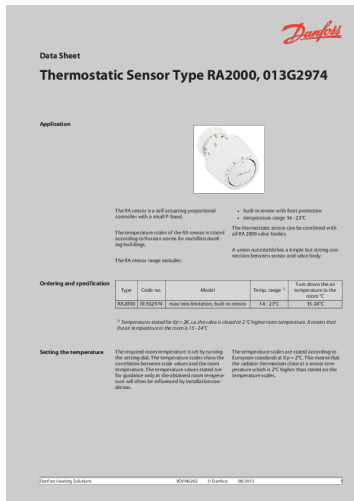 Danfoss
Data Sheet
Thermostatic Sensor Type RA2000, 013G2974
Application
The RA sensor is a self-actuating proportional
controller with a small P-band.
The temperature scales of the RA-sensor is stated
according to Russian norms for multiflats dwell-
ing buildings.
The RA sensor range includes:
• built-in sensor with frost protection
• temperature range 14 - 23°C
The thermostatic sensor can be combined with
all RA 2000 valve bodies.
A union nut establishes a simple but strong con-
nection between sensor and valve body.
Ordering and specification
Type Code no. Model Temp. range 1) Turn-down the air
temperature in the
room °C
RA2000 013G2974 max/min limitation, built-in sensor 14 - 23°C 15-24°C
1) Temperatures stated for Xp = 2K, i.e. the valve is closed at 2 °C higher room temperature. It means that
the air temperature in the room is 15 - 24°C.
Setting the temperature
The required room temperature is set by turning
the setting dial. The temperature scales show the
correlation between scale values and the room
temperature. The temperature values stated are
for guidance only as the obtained room tempera-
ture will often be influenced by installation con-
ditions.
The temperature scales are stated according to
European standards at Xp = 2°C. This means that
the radiator thermostat close at a sensor tem-
perature which is 2°C higher than stated on the
temperature scales.
Danfoss Heating Solutions VDFMU202 © Danfoss 08/2013 1